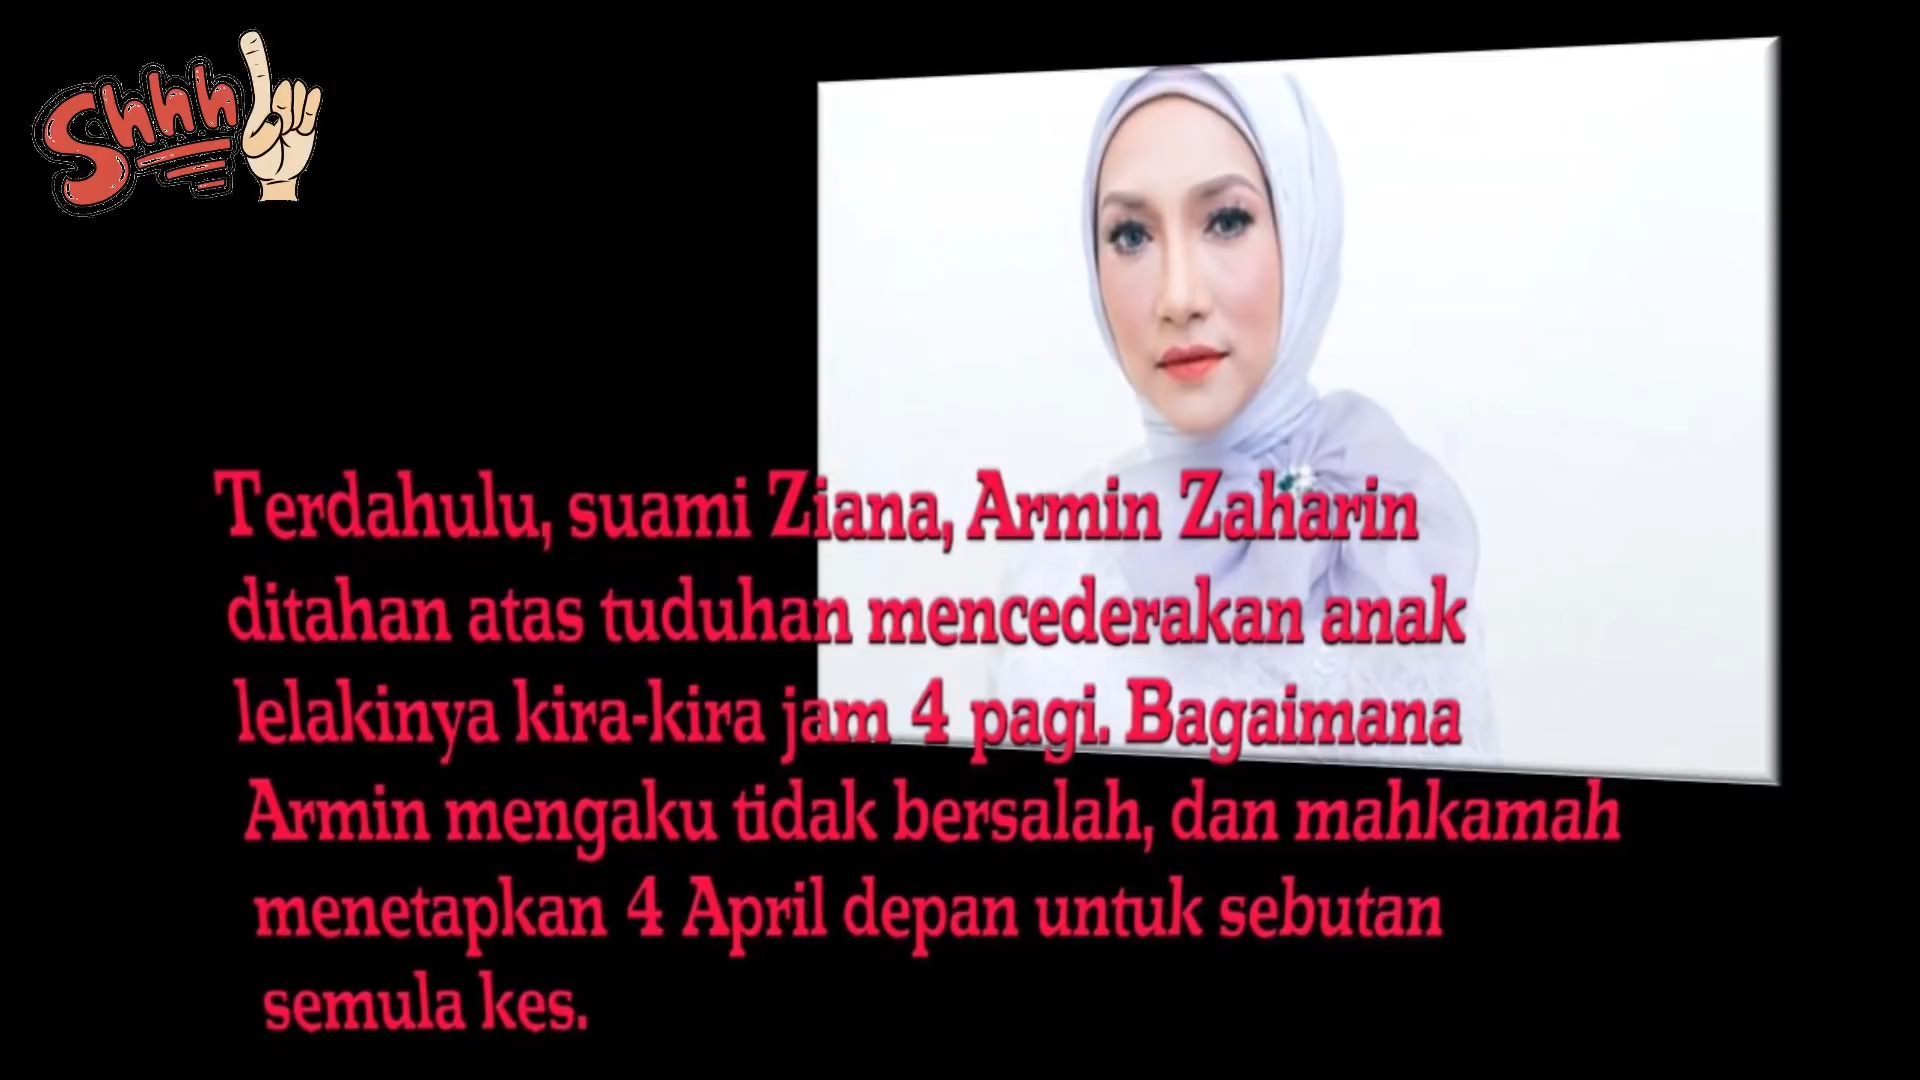 Shhh
Terdahulu, suami Ziana, Armin Zaharin
ditahan atas tuduhan mencederakan anak
lelakinya kira-kira jam 4 pagi. Bagaimana
Armin mengaku tidak bersalah, dan mahkamah
menetapkan 4 April depan untuk sebutan
semula kes.